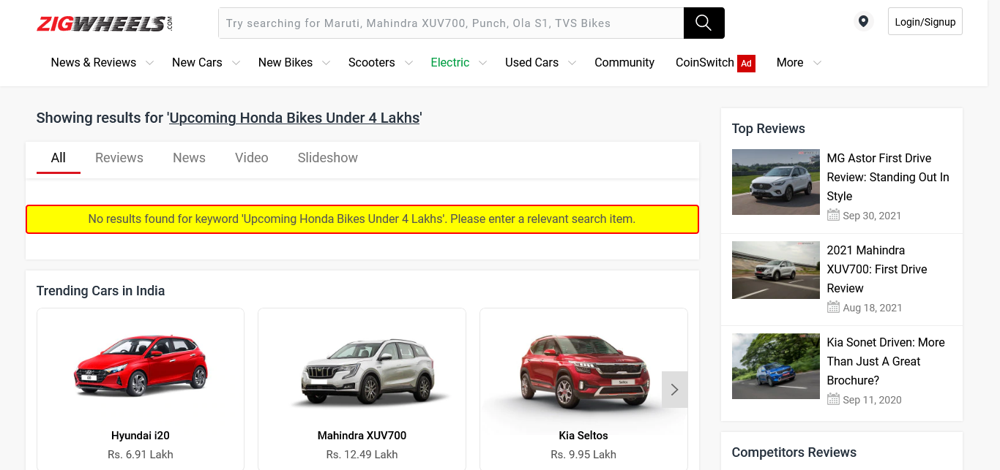 ZIGWHEELS.COM
Try searching for Maruti, Mahindra XUV700, Punch, Ola S1, TVS Bikes
Login/Signup
News & Reviews
New Cars
New Bikes
Scooters
Electric
Used Cars
Community
CoinSwitch Ad
More
Showing results for 'Upcoming Honda Bikes Under 4 Lakhs'
All
Reviews
News
Video
Slideshow
No results found for keyword 'Upcoming Honda Bikes Under 4 Lakhs'. Please enter a relevant search item.
Trending Cars in India
Hyundai i20
Rs. 6.91 Lakh
Mahindra XUV700
Rs. 12.49 Lakh
Seltos
Kia Seltos
Rs. 9.95 Lakh
Top Reviews
MG Astor First Drive
Review: Standing Out In
Style
Sep 30, 2021
2021 Mahindra
XUV700: First Drive
Review
Aug 18, 2021
Kia Sonet Driven: More
Than Just A Great
Brochure?
Sep 11, 2020
Competitors Reviews